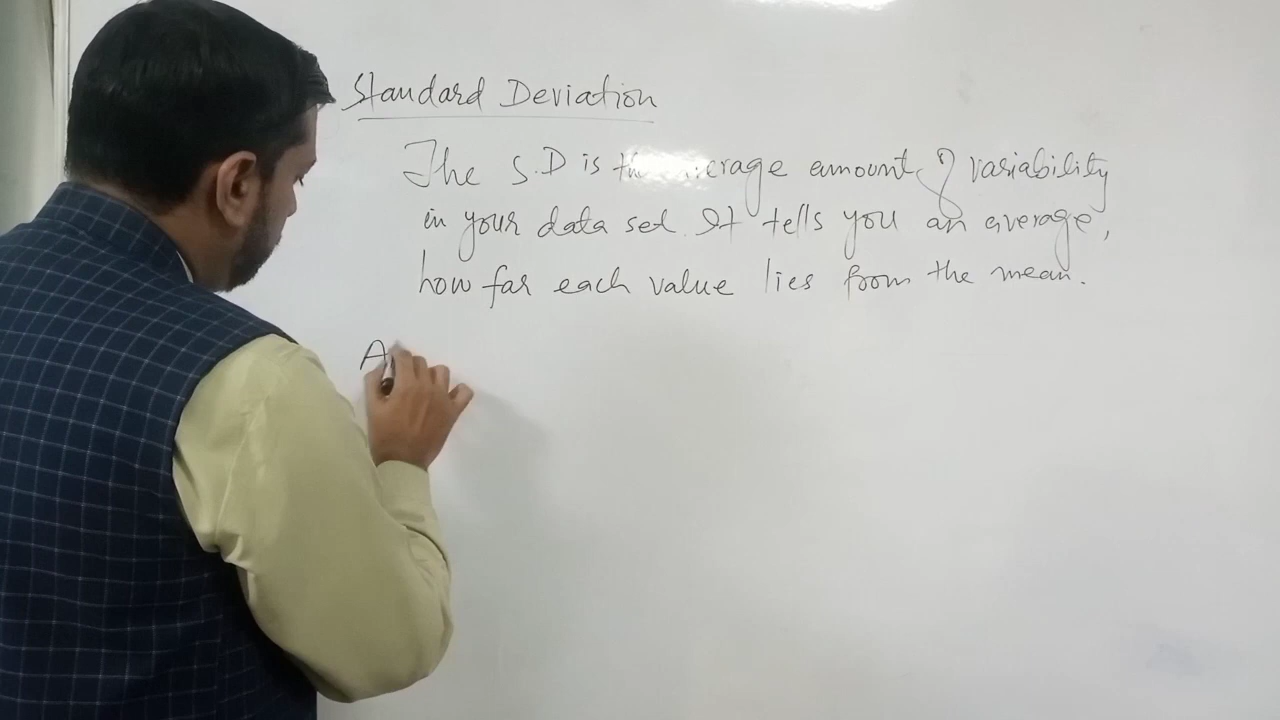 Standard Deviation
The S.D is the average amount of variability
in your data set. It tells you an average,
how far each value lies from the mean.
A